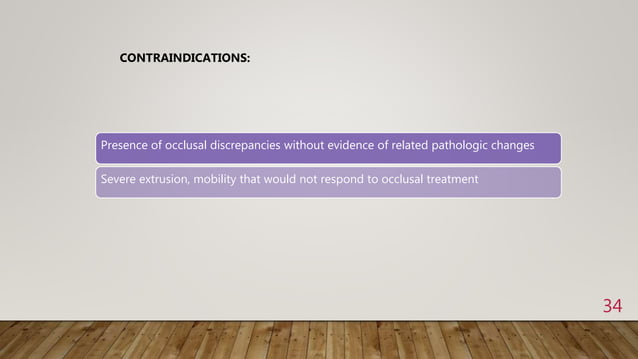 CONTRAINDICATIONS:
Presence of occlusal discrepancies without evidence of related pathologic changes
Severe extrusion, mobility that would not respond to occlusal treatment
34